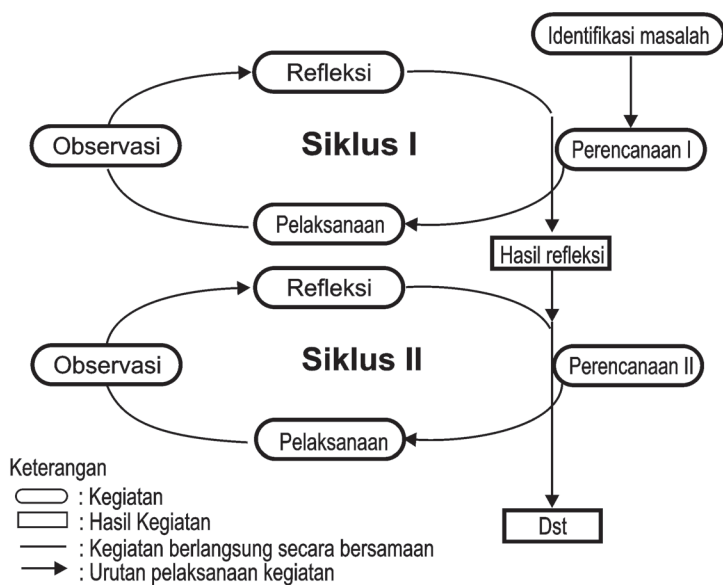 Identifikasi masalah
Refleksi
Observasi
Siklus I
Perencanaan I
Pelaksanaan
Hasil refleksi
Refleksi
Observasi
Siklus II
Perencanaan II
Pelaksanaan
Keterangan
: Kegiatan
: Hasil Kegiatan
: Kegiatan berlangsung secara bersamaan
: Urutan pelaksanaan kegiatan
Dst